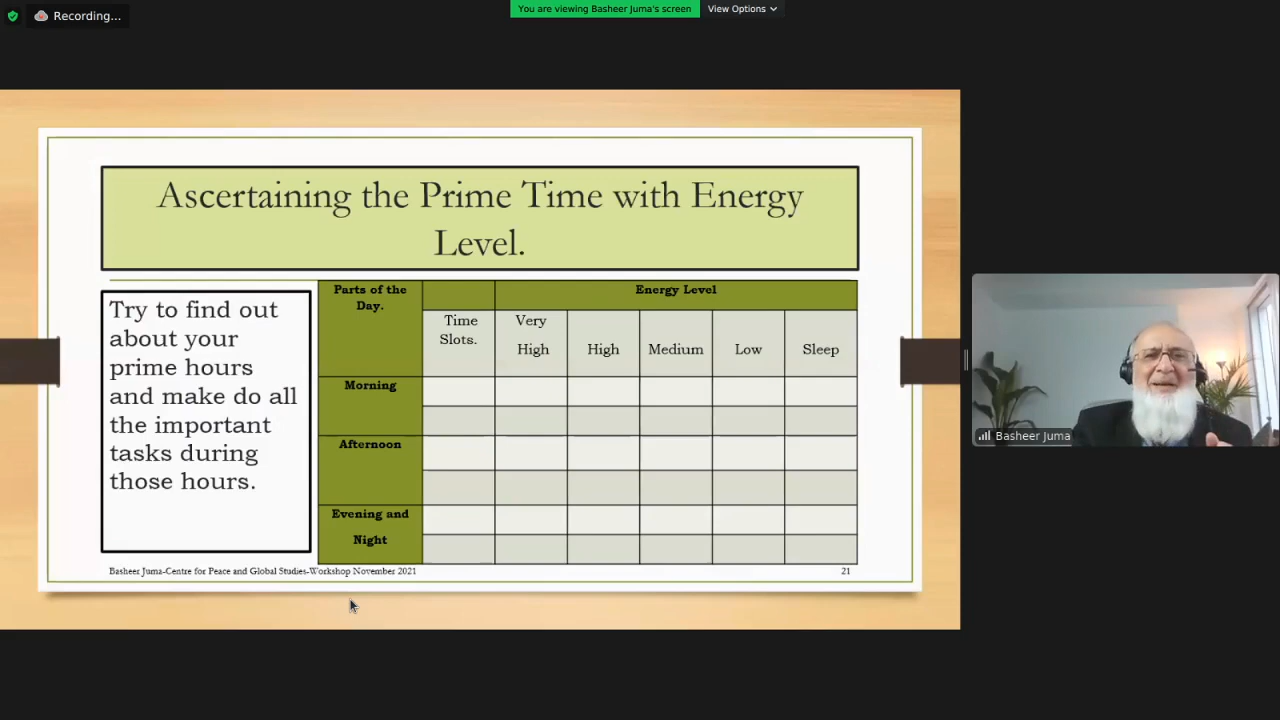 Recording...
You are viewing Basheer Juma's screen
View Options
Ascertaining the Prime Time with Energy
Level.
Try to find out
about your
prime hours
and make do all
the important
tasks during
those hours.
Parts of the
Day.
Energy Level
Time
Slots.
Very
High
High
Medium
Low
Sleep
Morning
Afternoon
Evening and
Night
Basheer Juma-Centre for Peace and Global Studies-Workshop November 2021
21
Basheer Juma